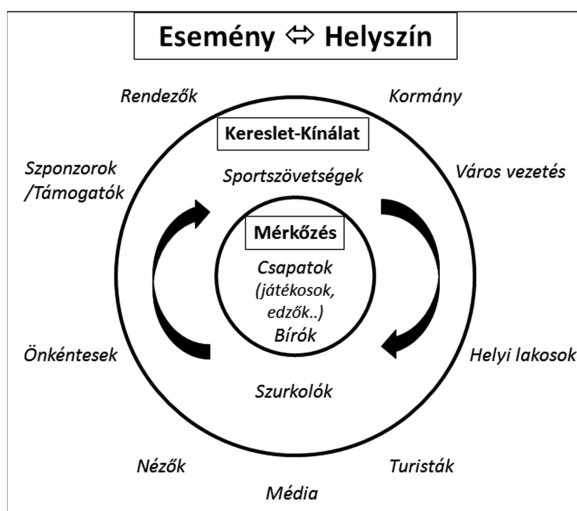 Esemény ⇔ Helyszín
Rendezők
Kormány
Kereslet-Kínálat
Szponzorok
/Támogatók
Sportszövetségek
Város vezetés
Mérkőzés
Csapatok
(játékosok,
edzők..)
Bírók
Önkéntesek
Helyi lakosok
Szurkolók
Nézők
Turisták
Média